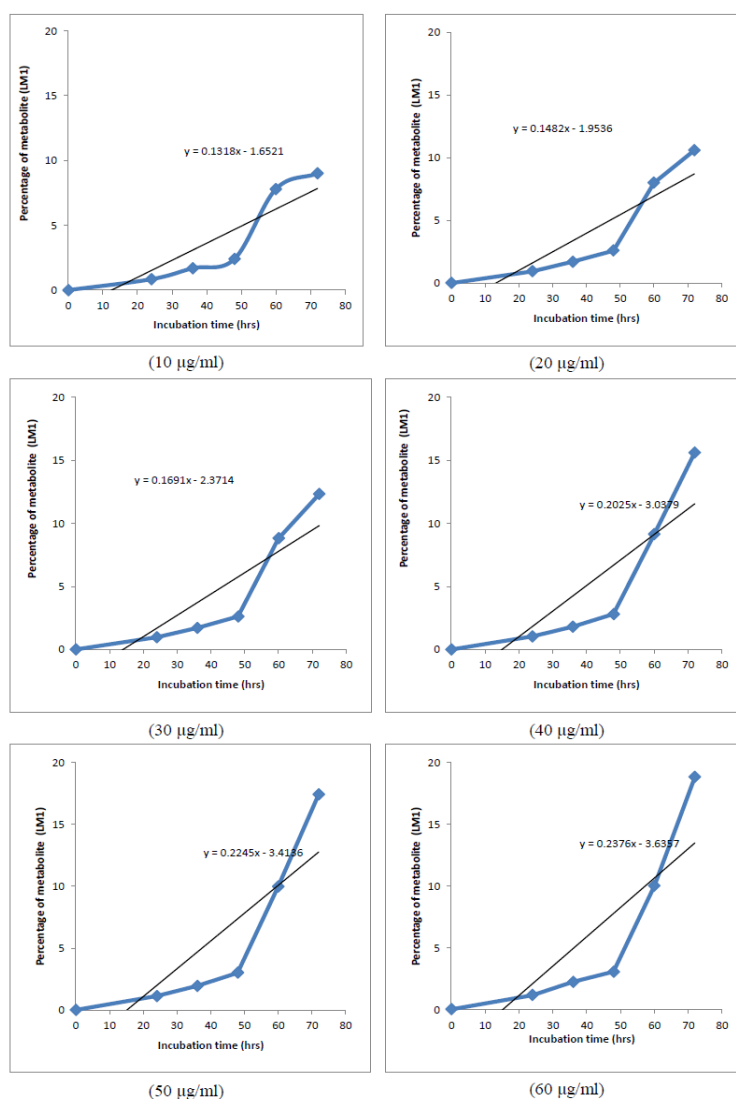 Percentage of metabolite (LM1)
20
15
10
5
0
y = 0.1318x - 1.6521
0 10 20 30 40 50 60 70 80
Incubation time (hrs)
(10 µg/ml)
Percentage of metabolite (LM1)
20
15
10
5
0
y = 0.1482x - 1.9536
0 10 20 30 40 50 60 70 80
Incubation time (hrs)
(20 µg/ml)
Percentage of metabolite (LM1)
20
15
10
5
0
y = 0.1691x - 2.3714
0 10 20 30 40 50 60 70 80
Incubation time (hrs)
(30 µg/ml)
Percentage of metabolite (LM1)
20
15
10
5
0
y = 0.2025x - 3.0379
0 10 20 30 40 50 60 70 80
Incubation time (hrs)
(40 µg/ml)
Percentage of metabolite (LM1)
20
15
10
5
0
y = 0.2245x - 3.4136
0 10 20 30 40 50 60 70 80
Incubation time (hrs)
(50 µg/ml)
Percentage of metabolite (LM1)
20
15
10
5
0
y = 0.2376x - 3.6357
0 10 20 30 40 50 60 70 80
Incubation time (hrs)
(60 µg/ml)